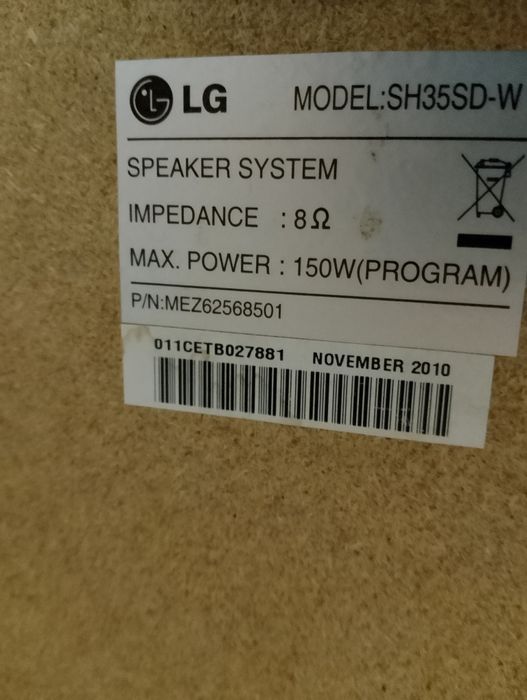 LG MODEL:SH35SD-W
SPEAKER SYSTEM
IMPEDANCE : 8Ω
MAX. POWER : 150W(PROGRAM)
P/N:MEZ62568501
011CETB027881 NOVEMBER 2010